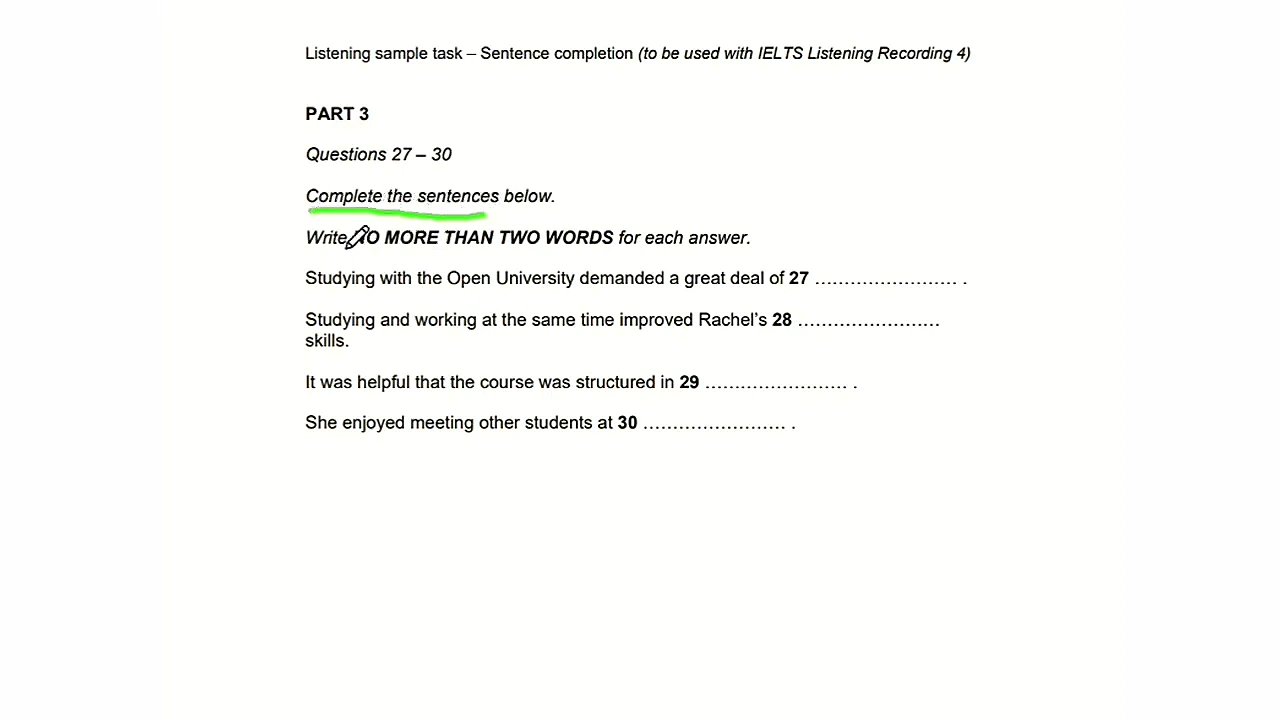 Listening sample task – Sentence completion (to be used with IELTS Listening Recording 4)
PART 3
Questions 27 – 30
Complete the sentences below.
Write NO MORE THAN TWO WORDS for each answer.
Studying with the Open University demanded a great deal of 27 ........................ .
Studying and working at the same time improved Rachel's 28 ........................
skills.
It was helpful that the course was structured in 29 ........................ .
She enjoyed meeting other students at 30 ........................ .